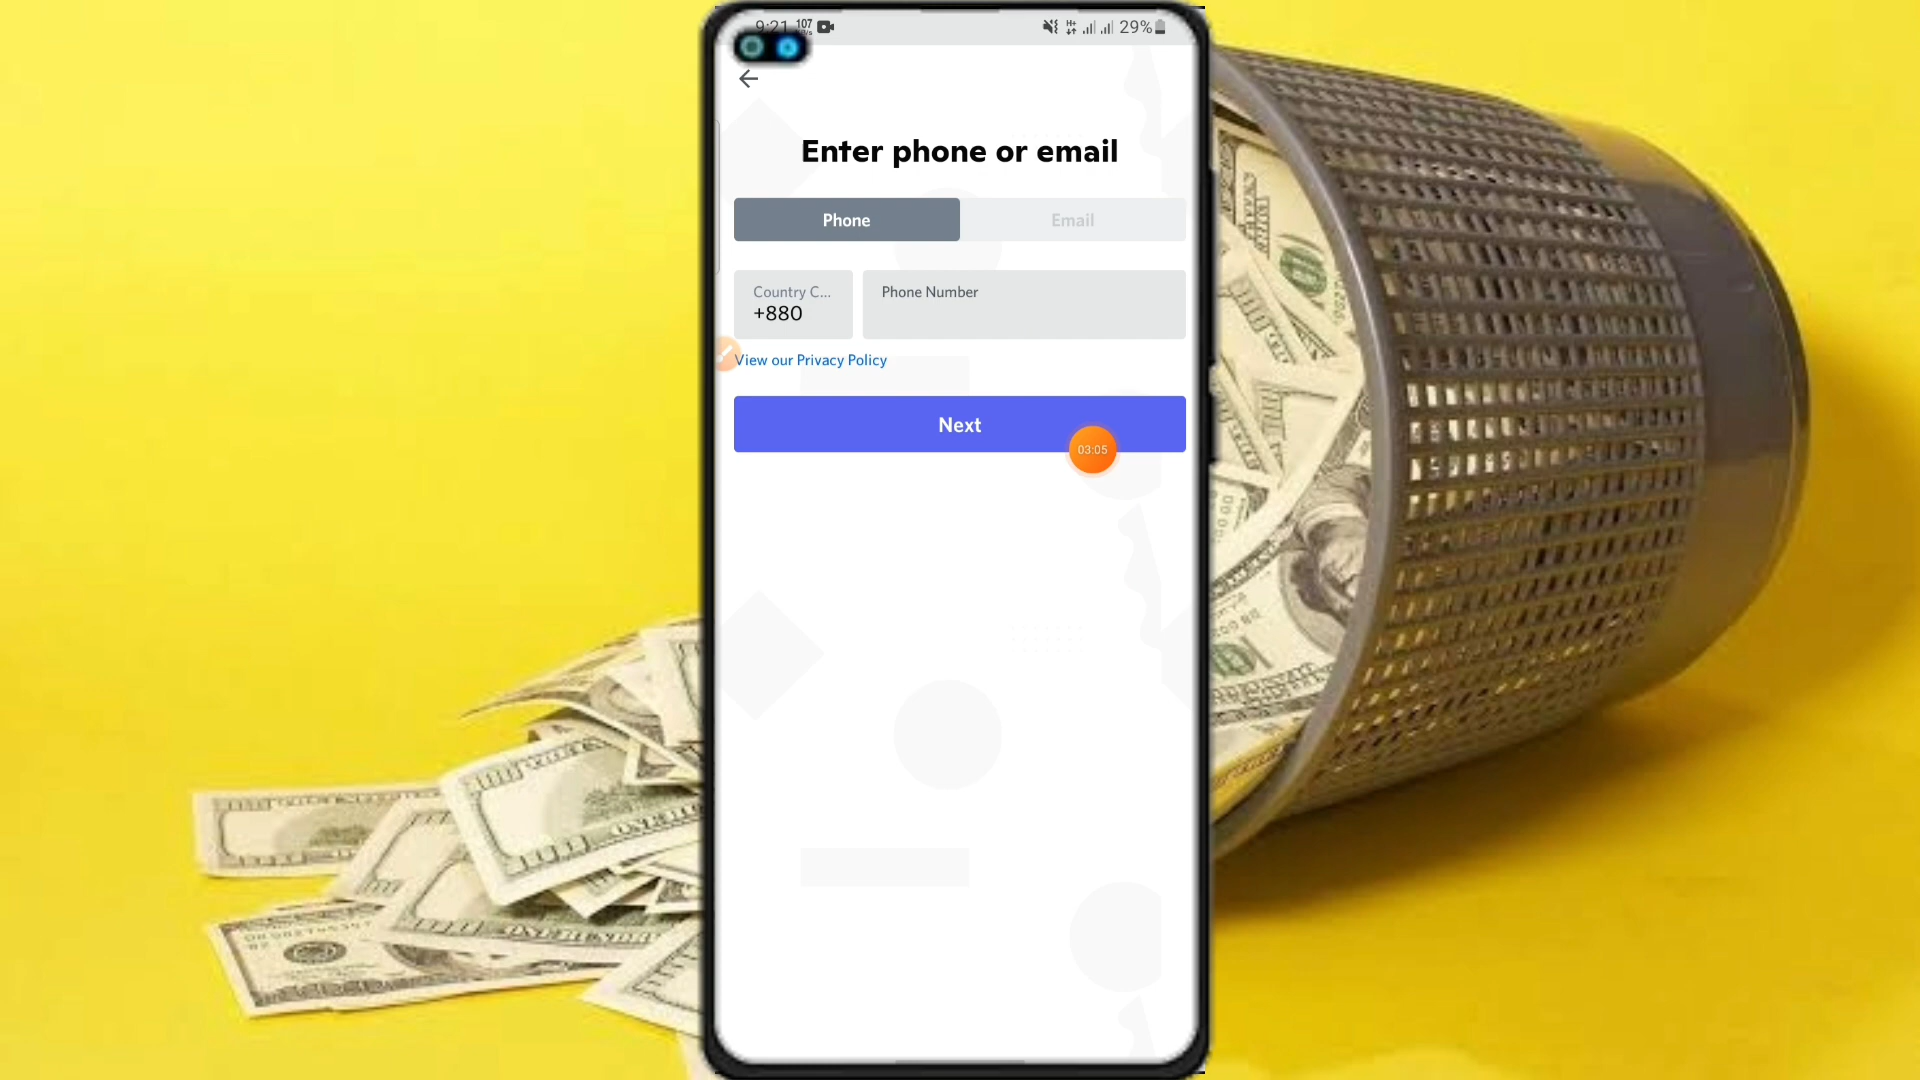 9:21 107 29%
Enter phone or email
Phone Email
Country C... Phone Number
+880
View our Privacy Policy
Next
03:05